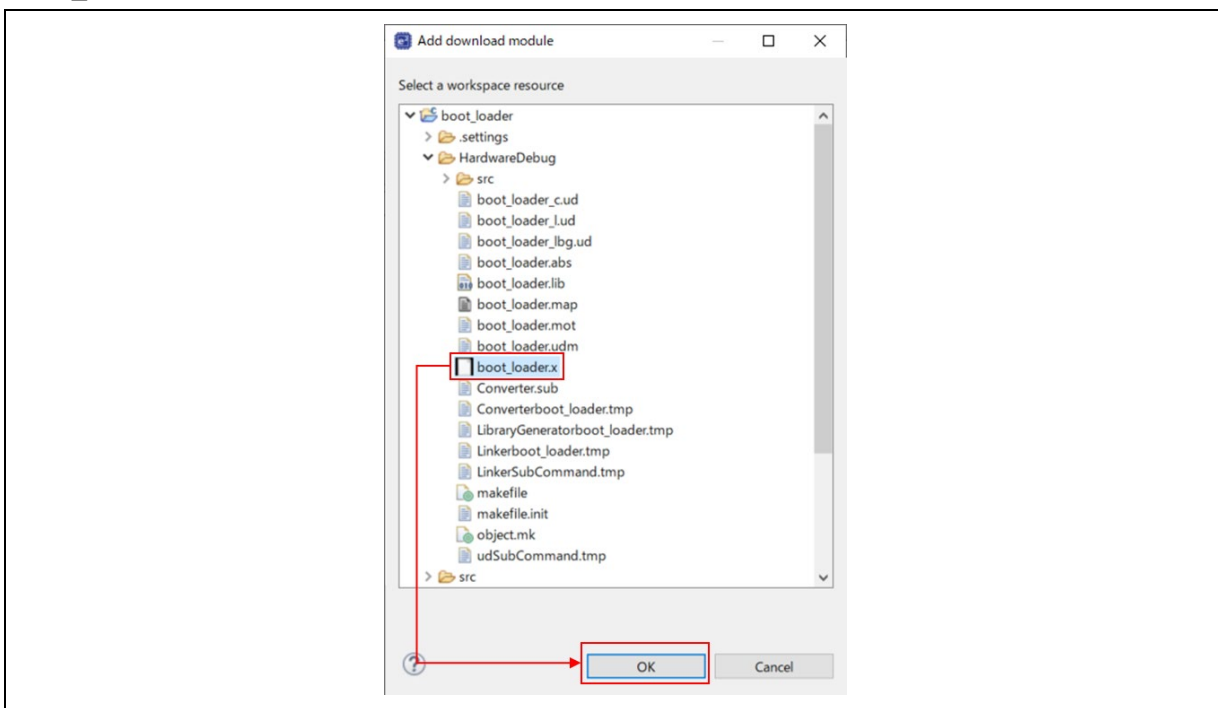 Add download module
Select a workspace resource
boot_loader
.settings
HardwareDebug
src
boot_loader_c.ud
boot_loader_l.ud
boot_loader_lbg.ud
boot_loader.abs
boot_loader.lib
boot_loader.map
boot_loader.mot
boot_loader.udm
boot_loader.x
Converter.sub
Converterboot_loader.tmp
LibraryGeneratorboot_loader.tmp
Linkerboot_loader.tmp
LinkerSubCommand.tmp
makefile
makefile.init
object.mk
udSubCommand.tmp
src
?
OK Cancel